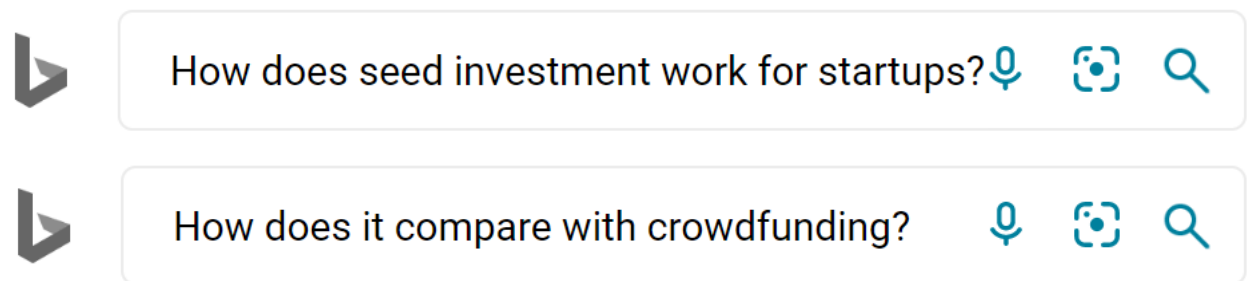 How does seed investment work for startups?
How does it compare with crowdfunding?